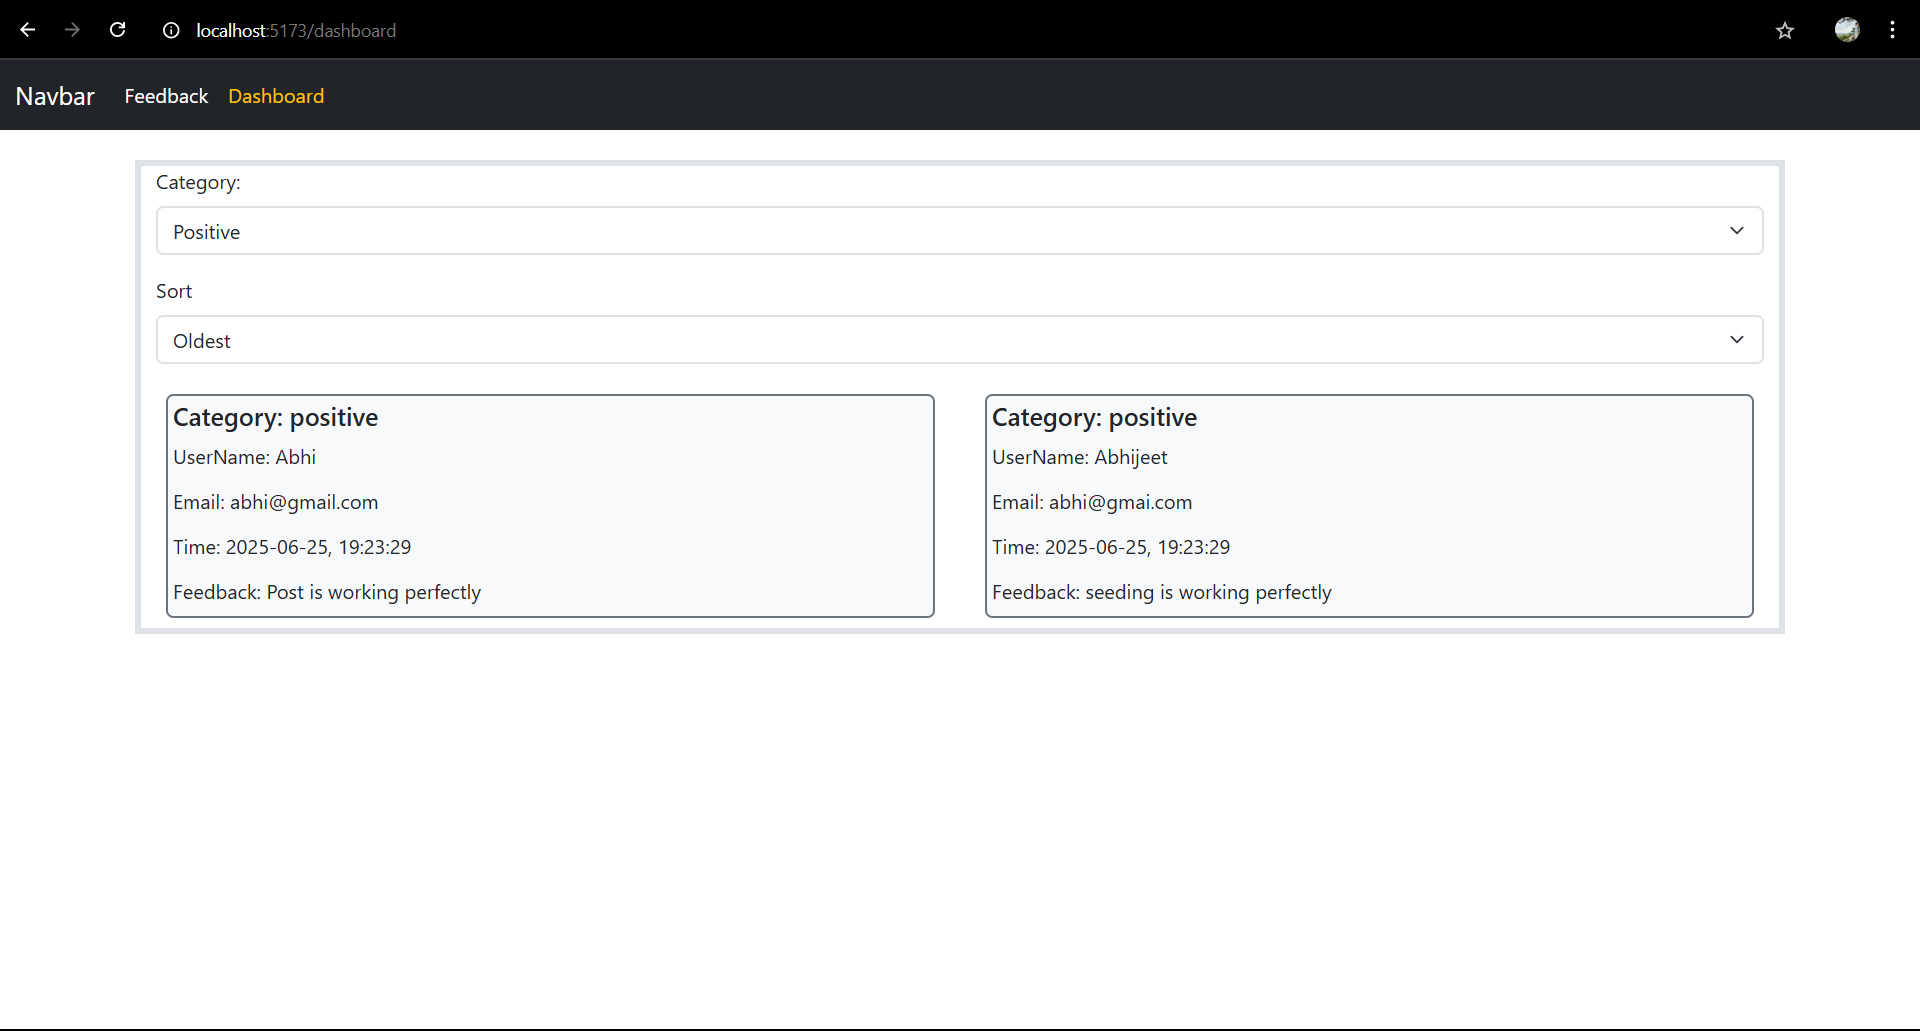 localhost:5173/dashboard
Navbar Feedback Dashboard
Category:
Positive
Sort
Oldest
Category: positive
UserName: Abhi
Email: abhi@gmail.com
Time: 2025-06-25, 19:23:29
Feedback: Post is working perfectly
Category: positive
UserName: Abhijeet
Email: abhi@gmai.com
Time: 2025-06-25, 19:23:29
Feedback: seeding is working perfectly